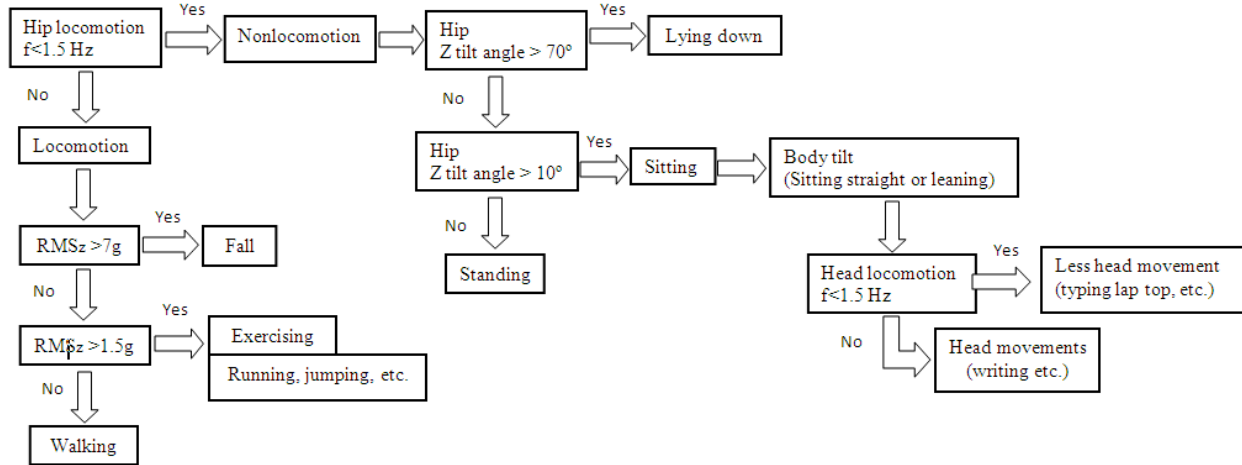 Hip locomotion
f<1.5 Hz
Yes
Nonlocomotion
Hip
Z tilt angle > 70°
Yes
Lying down
No
No
Locomotion
Hip
Z tilt angle > 10°
Yes
Sitting
Body tilt
(Sitting straight or leaning)
RMSz >7g
Yes
Fall
No
Standing
Head locomotion
f<1.5 Hz
Yes
Less head movement
(typing lap top, etc.)
No
RMSz >1.5g
Yes
Exercising
Running, jumping, etc.
No
Head movements
(writing etc.)
No
Walking